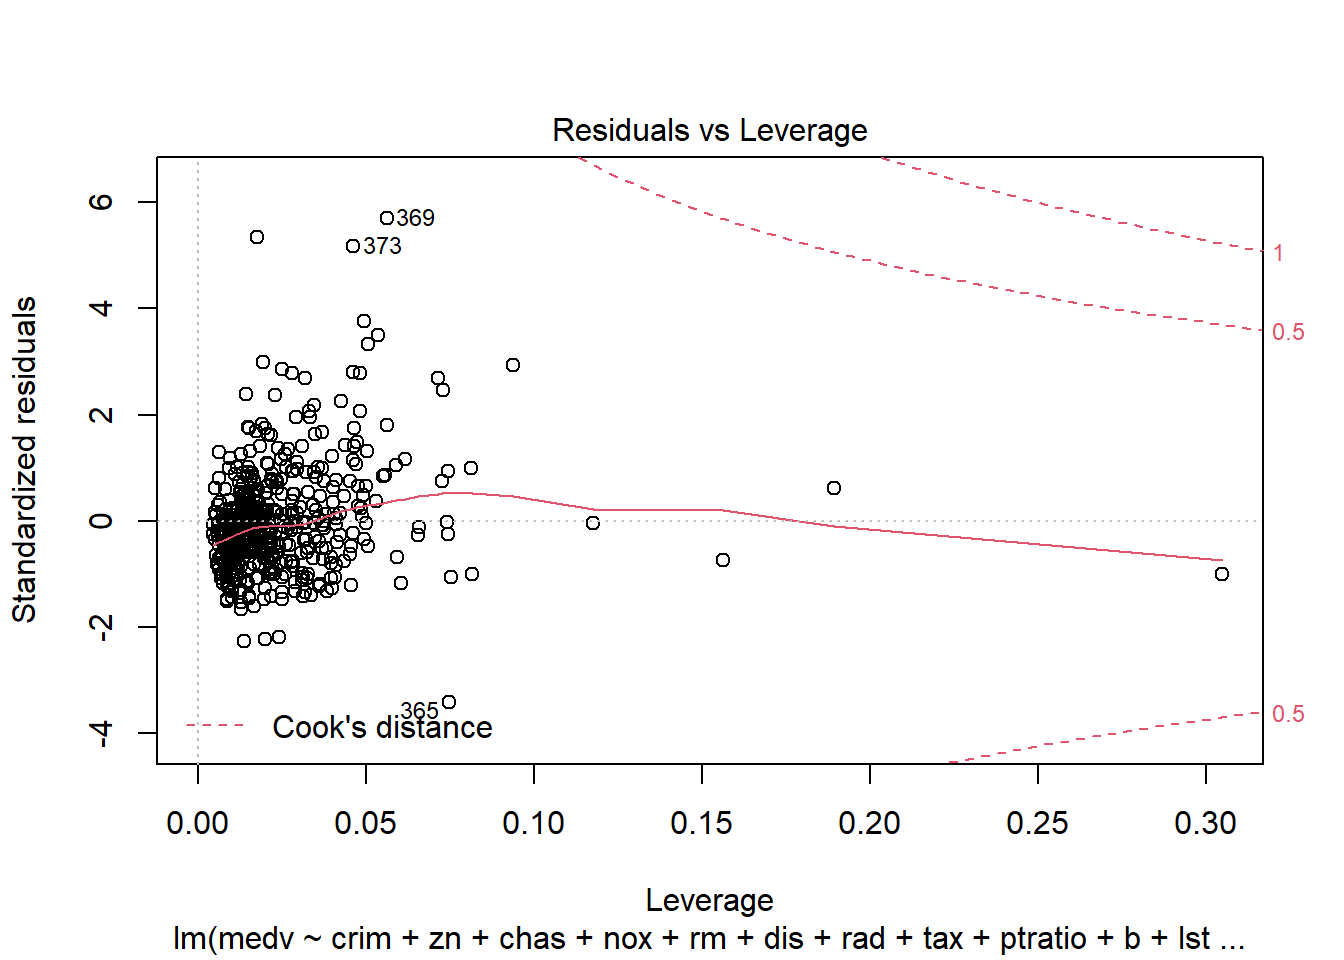 Residuals vs Leverage
Standardized residuals
6
4
2
0
-2
-4
369
373
365
1
0.5
0.5
Cook's distance
0.00 0.05 0.10 0.15 0.20 0.25 0.30
Leverage
lm(medv ~ crim + zn + chas + nox + rm + dis + rad + tax + ptratio + b + lst ...